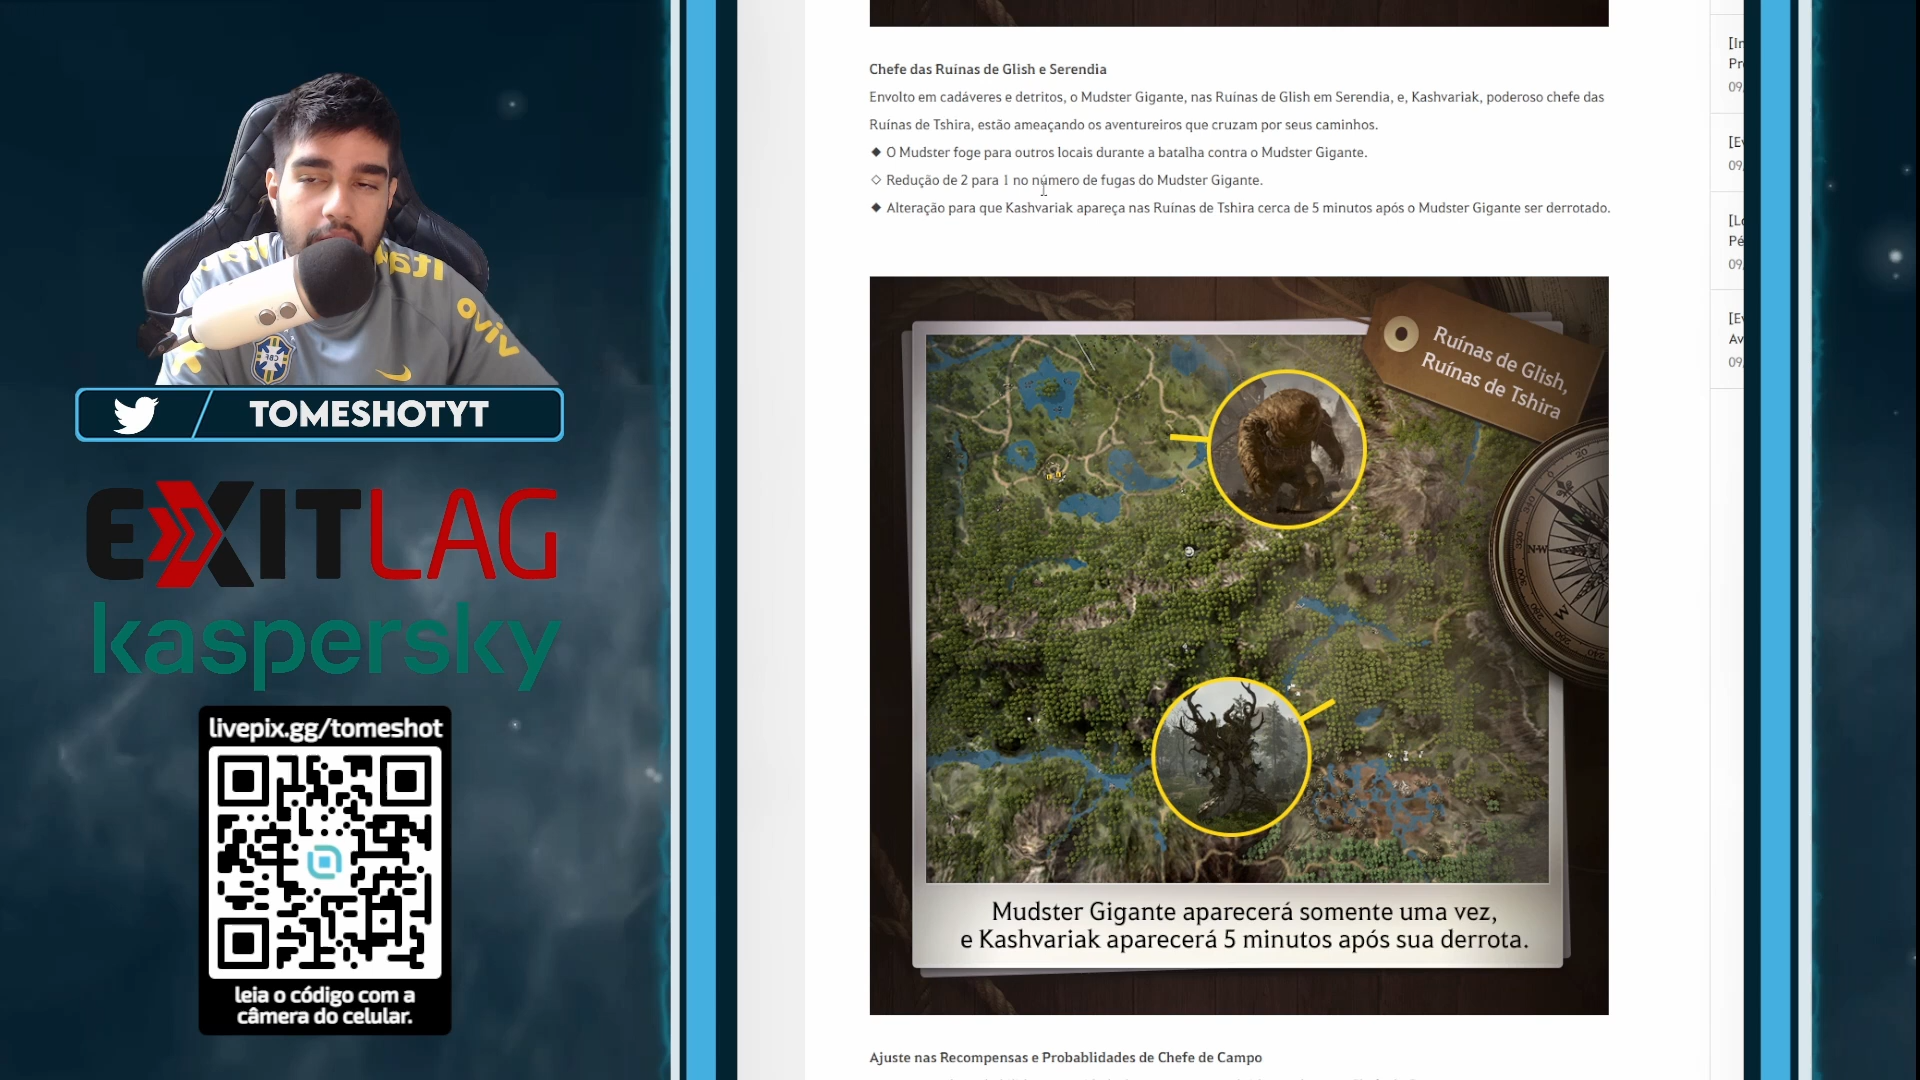 Chefe das Ruínas de Glish e Serendia
Envolto em cadáveres e detritos, o Mudster Gigante, nas Ruínas de Glish em Serendia, e, Kashvariak, poderoso chefe das
Ruínas de Tshira, estão ameaçando os aventureiros que cruzam por seus caminhos.
◆ O Mudster foge para outros locais durante a batalha contra o Mudster Gigante.
◇ Redução de 2 para 1 no número de fugas do Mudster Gigante.
◆ Alteração para que Kashvariak apareça nas Ruínas de Tshira cerca de 5 minutos após o Mudster Gigante ser derrotado.
Ruínas de Glish,
Ruínas de Tshira
Mudster Gigante aparecerá somente uma vez,
e Kashvariak aparecerá 5 minutos após sua derrota.
Ajuste nas Recompensas e Probablidades de Chefe de Campo
Itaú
vivo
CBF
TOMESHOTYT
EXITLAG
kaspersky
livepix.gg/tomeshot
leia o código com a
câmera do celular.